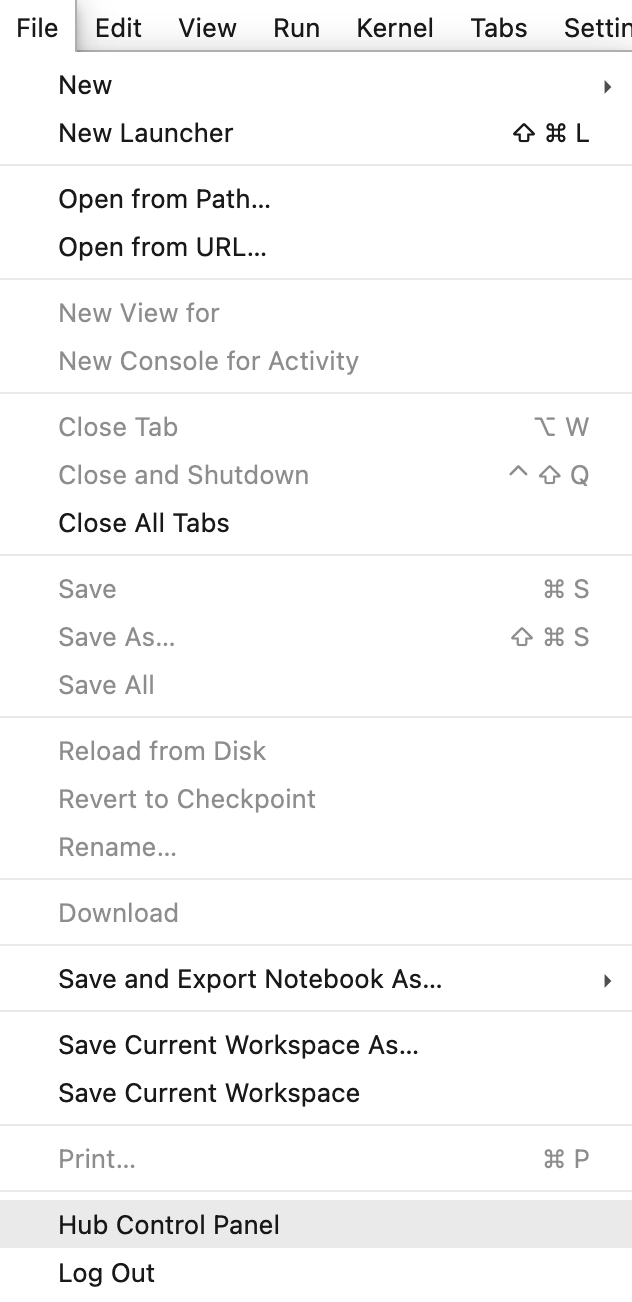 File Edit View Run Kernel Tabs Settin
New
New Launcher ⇧ ⌘ L
Open from Path...
Open from URL...
New View for
New Console for Activity
Close Tab ⌥ W
Close and Shutdown ^ ⇧ Q
Close All Tabs
Save ⌘ S
Save As... ⇧ ⌘ S
Save All
Reload from Disk
Revert to Checkpoint
Rename...
Download
Save and Export Notebook As...
Save Current Workspace As...
Save Current Workspace
Print... ⌘ P
Hub Control Panel
Log Out